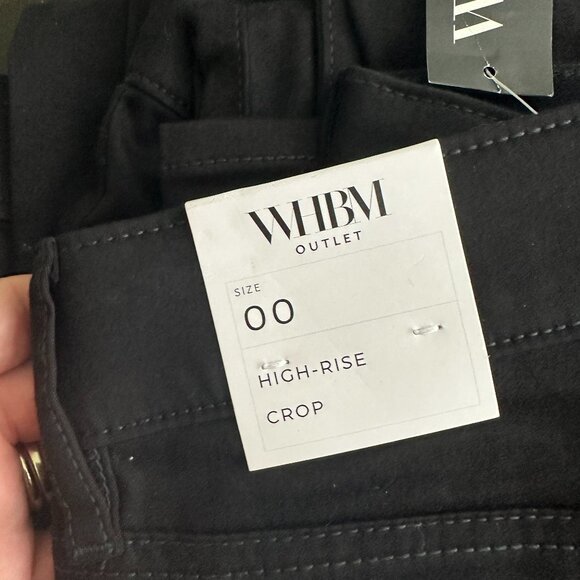 W
WHBM
OUTLET
SIZE
00
HIGH-RISE
CROP